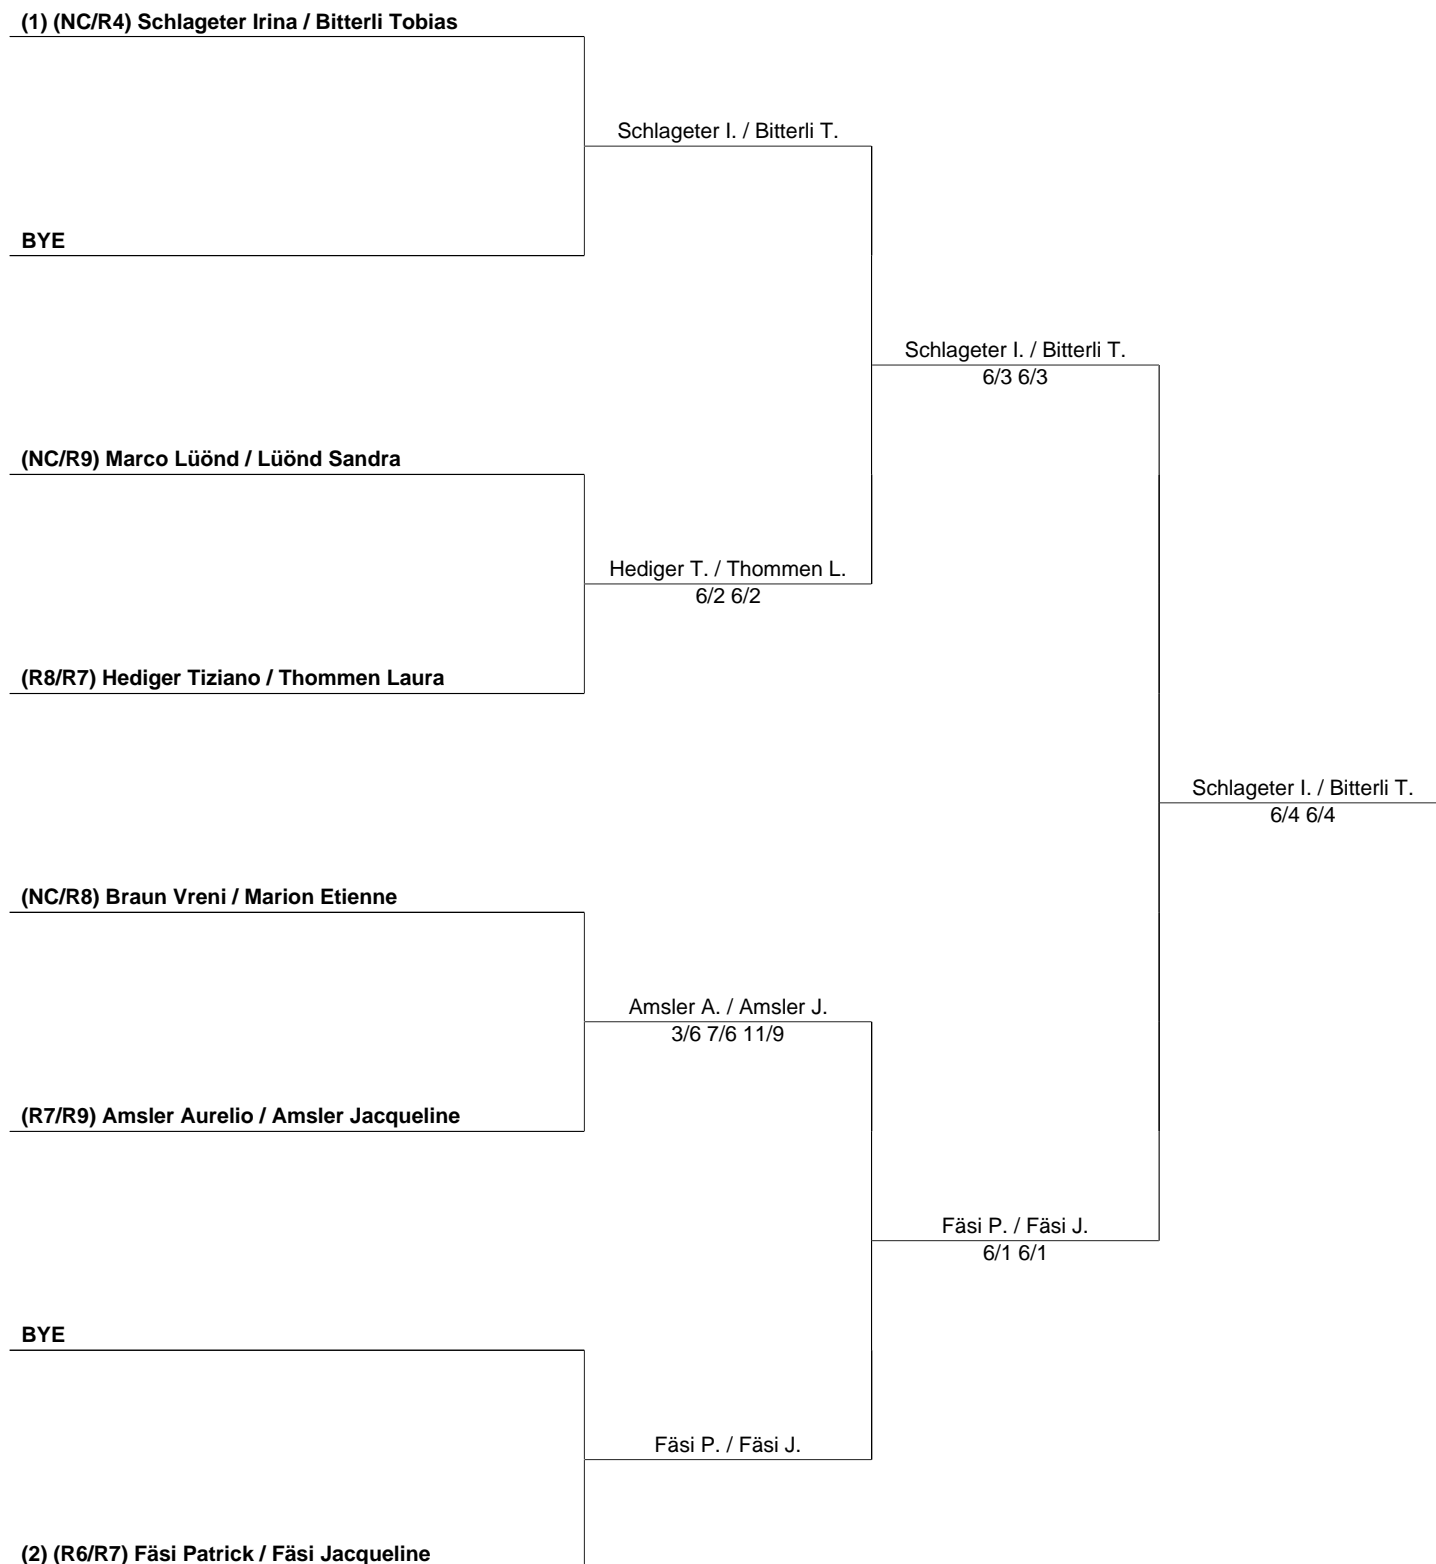 (1) (NC/R4) Schlageter Irina / Bitterli Tobias
Schlageter I. / Bitterli T.
BYE
Schlageter I. / Bitterli T.
6/3 6/3
(NC/R9) Marco Lüönd / Lüönd Sandra
Hediger T. / Thommen L.
6/2 6/2
(R8/R7) Hediger Tiziano / Thommen Laura
Schlageter I. / Bitterli T.
6/4 6/4
(NC/R8) Braun Vreni / Marion Etienne
Amsler A. / Amsler J.
3/6 7/6 11/9
(R7/R9) Amsler Aurelio / Amsler Jacqueline
Fäsi P. / Fäsi J.
6/1 6/1
BYE
Fäsi P. / Fäsi J.
(2) (R6/R7) Fäsi Patrick / Fäsi Jacqueline